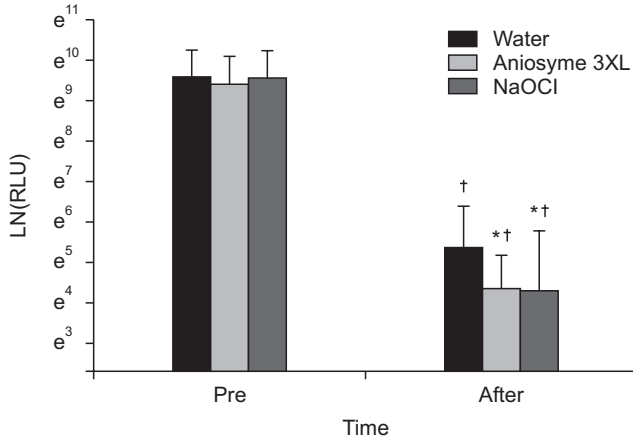 e¹¹
e¹⁰
e⁹
e⁸
e⁷
e⁶
e⁵
e⁴
e³
LN(RLU)
Water
Aniosyme 3XL
NaOCl
†
*†
*†
Pre
After
Time